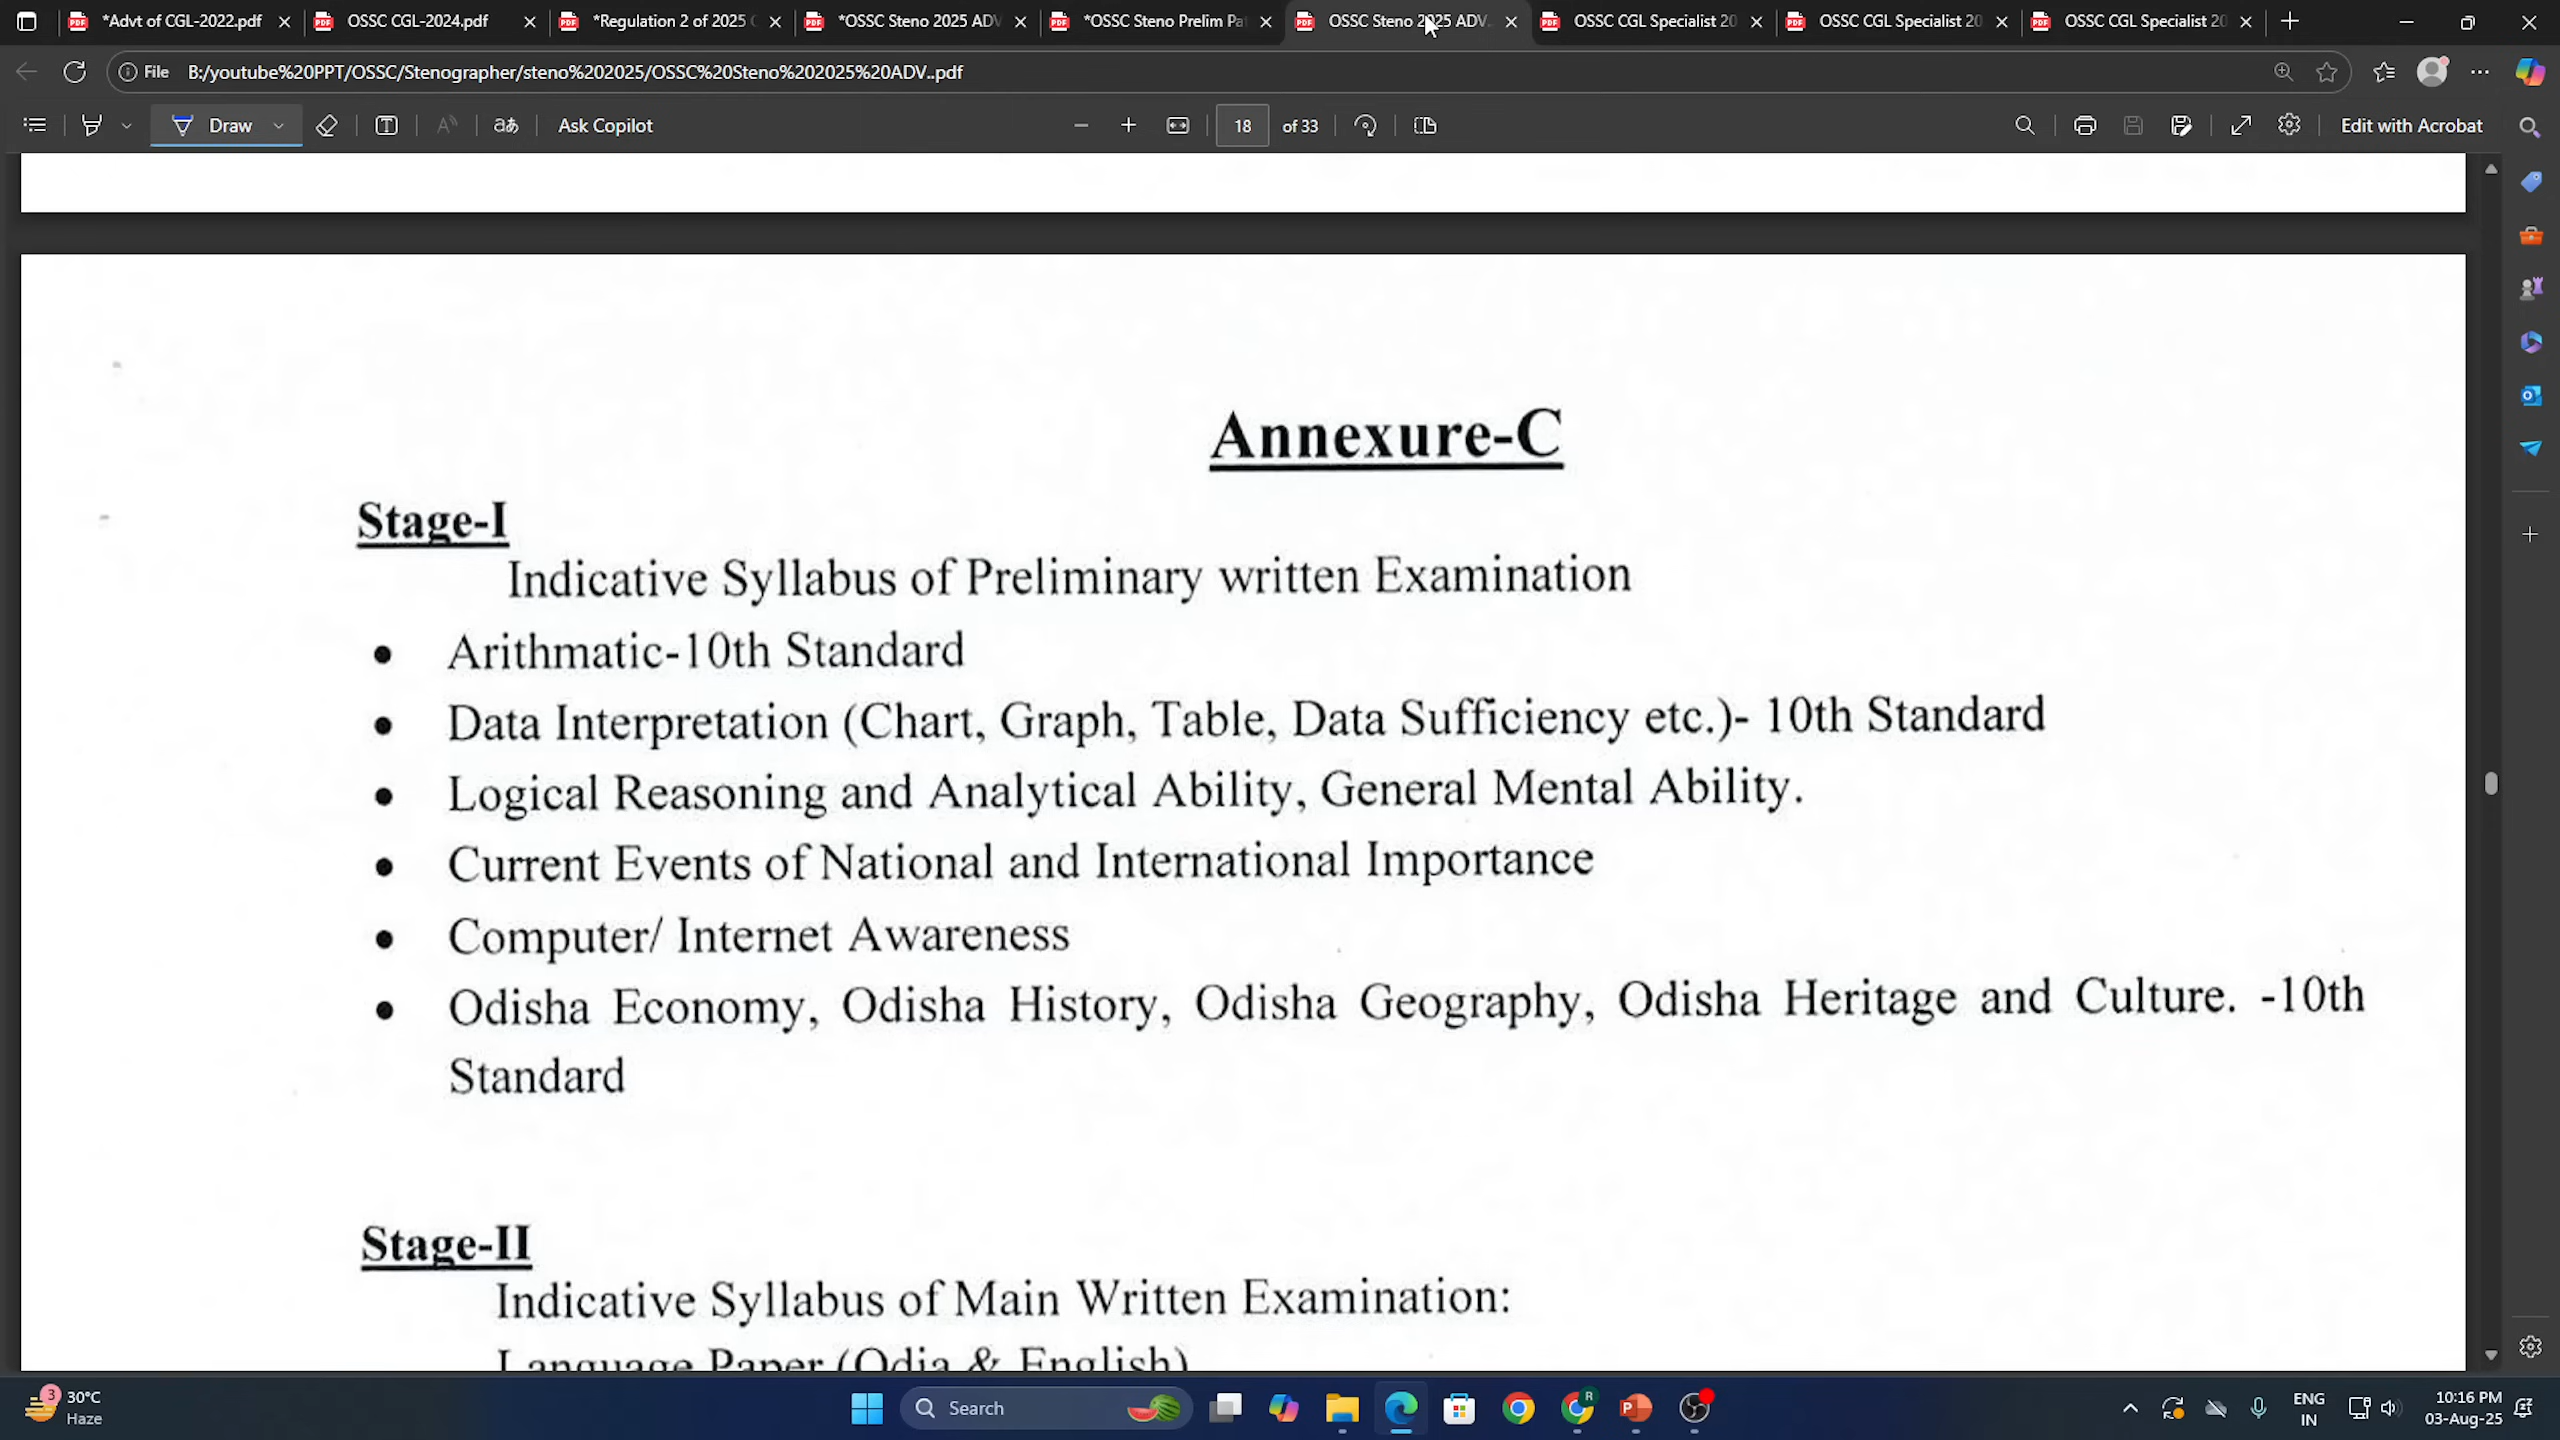 *Advt of CGL-2022.pdf
OSSC CGL-2024.pdf
*Regulation 2 of 2025
*OSSC Steno 2025 ADV
*OSSC Steno Prelim Pa
OSSC Steno 2025 ADV..
OSSC CGL Specialist 20
OSSC CGL Specialist 20
OSSC CGL Specialist 20
File B:/youtube%20PPT/OSSC/Stenographer/steno%202025/OSSC%20Steno%202025%20ADV..pdf
Draw
Ask Copilot
18 of 33
Edit with Acrobat
Annexure-C
Stage-I
Indicative Syllabus of Preliminary written Examination
• Arithmatic-10th Standard
• Data Interpretation (Chart, Graph, Table, Data Sufficiency etc.)- 10th Standard
• Logical Reasoning and Analytical Ability, General Mental Ability.
• Current Events of National and International Importance
• Computer/ Internet Awareness
• Odisha Economy, Odisha History, Odisha Geography, Odisha Heritage and Culture. -10th
Standard
Stage-II
Indicative Syllabus of Main Written Examination:
Language Paper (Odia & English)
3
30°C
Haze
Search
R
ENG
IN
10:16 PM
03-Aug-25